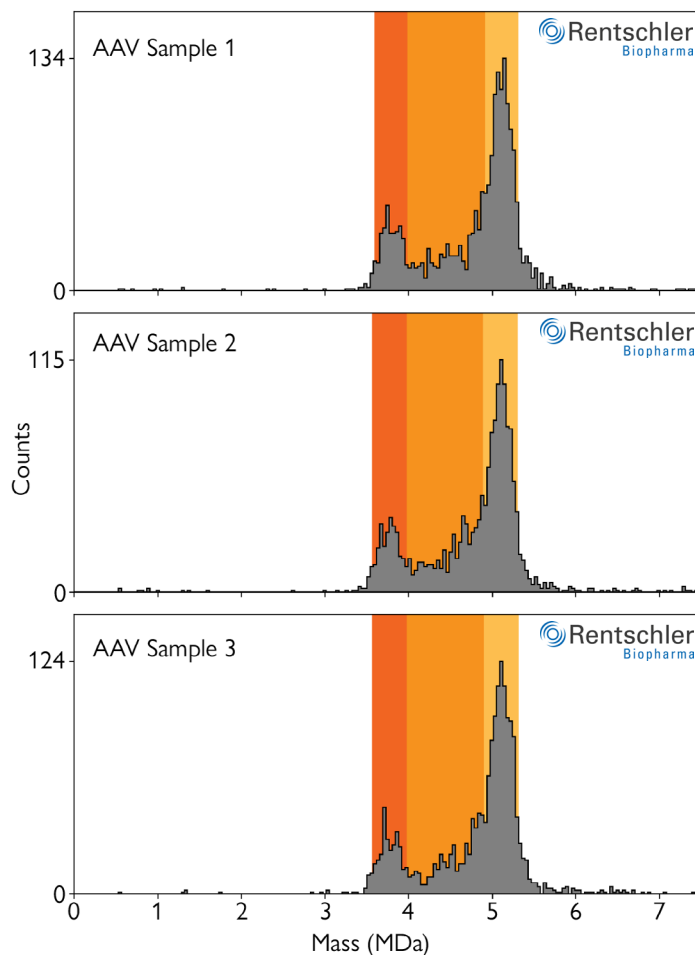 AAV Sample 1
Rentschler
Biopharma
134
0
AAV Sample 2
Rentschler
Biopharma
115
0
Counts
AAV Sample 3
Rentschler
Biopharma
124
0
0 1 2 3 4 5 6 7
Mass (MDa)